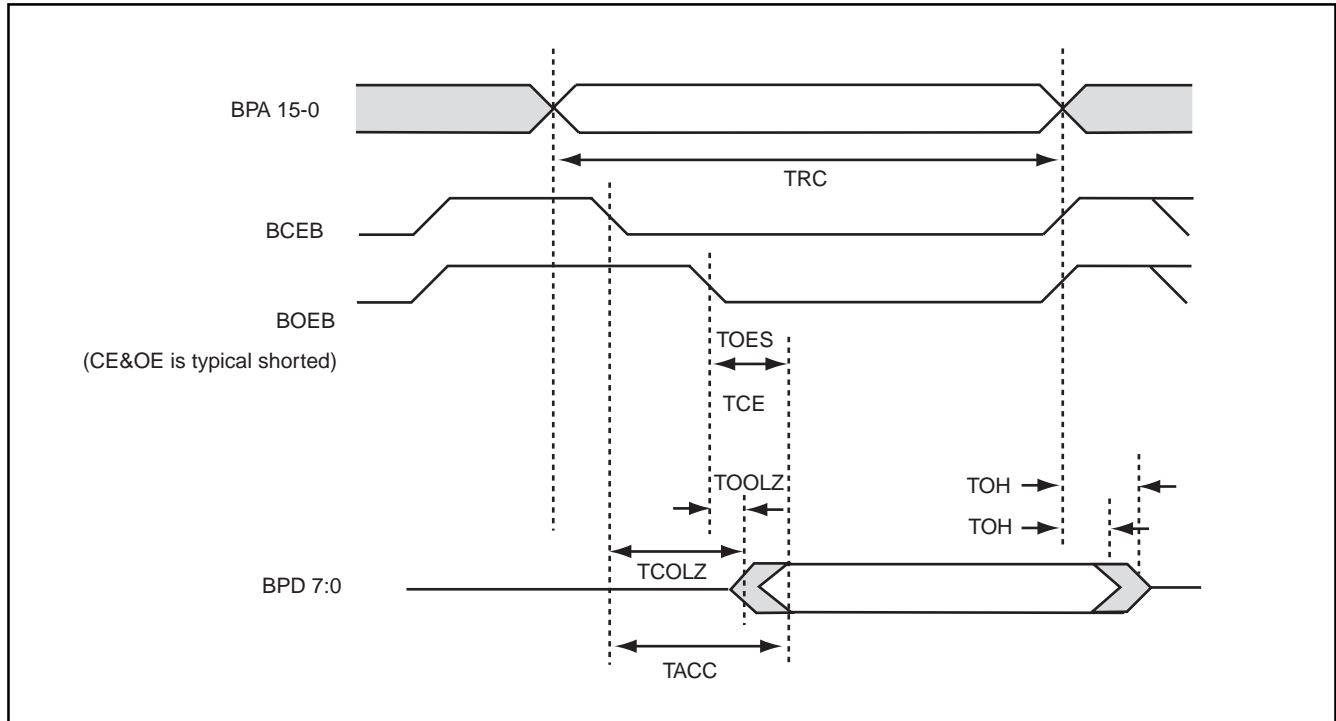 BPA 15-0
TRC
BCEB
BOEB
(CE&OE is typical shorted)
TOES
TCE
TOOLZ
TOH
TOH
TCOLZ
BPD 7:0
TACC